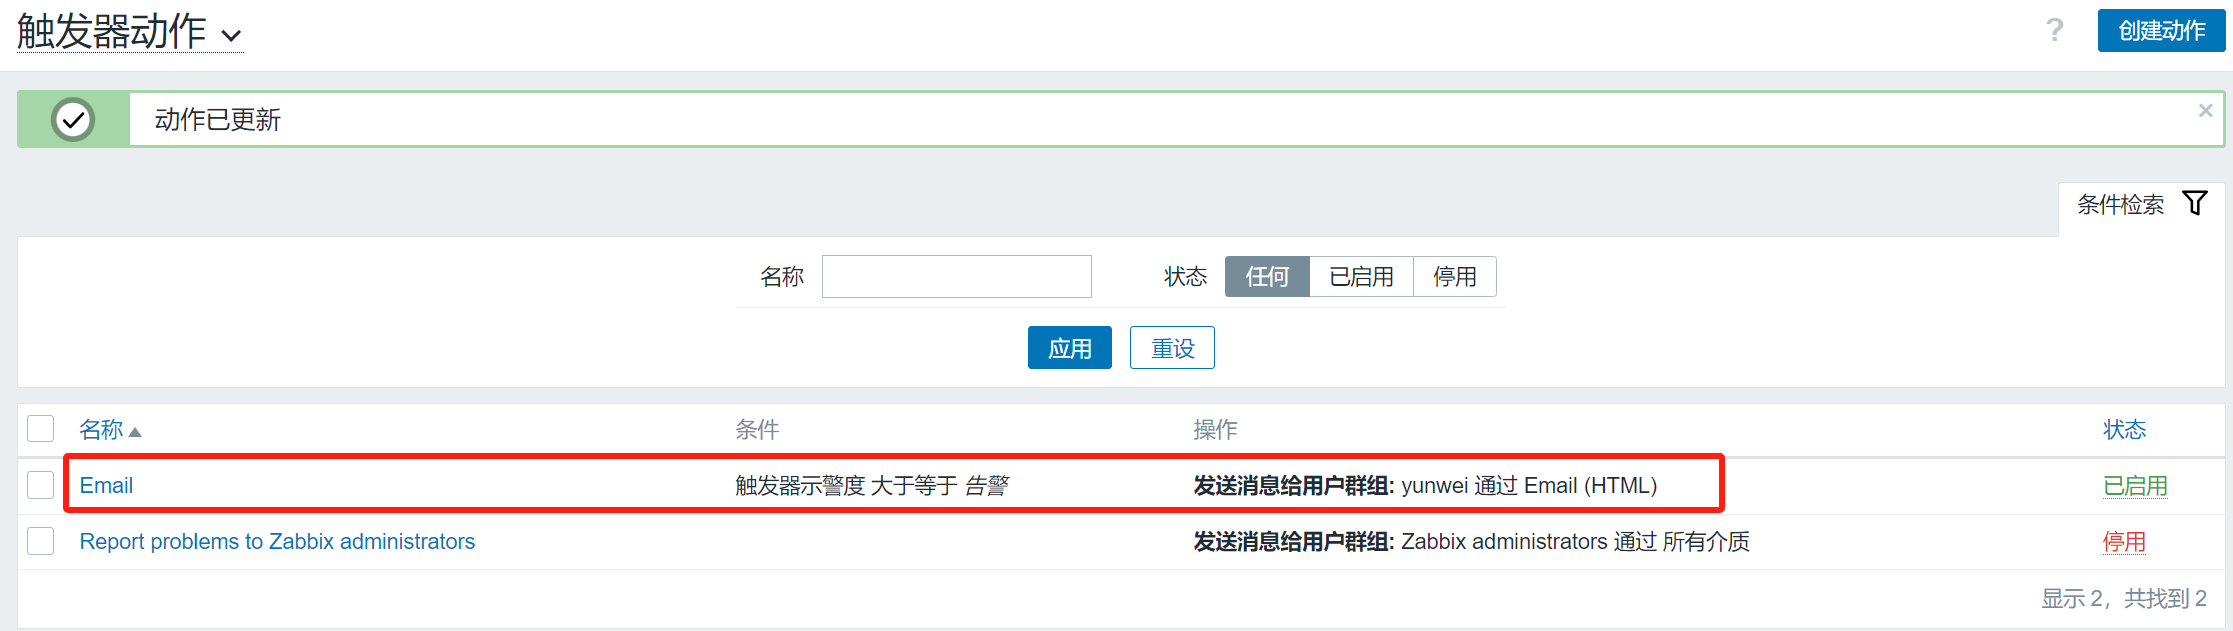 触发器动作
?
创建动作
动作已更新
×
条件检索
名称 状态 任何 已启用 停用
应用 重设
名称 条件 操作 状态
Email 触发器示警度 大于等于 告警 发送消息给用户群组: yunwei 通过 Email (HTML) 已启用
Report problems to Zabbix administrators 发送消息给用户群组: Zabbix administrators 通过 所有介质 停用
显示 2，共找到 2